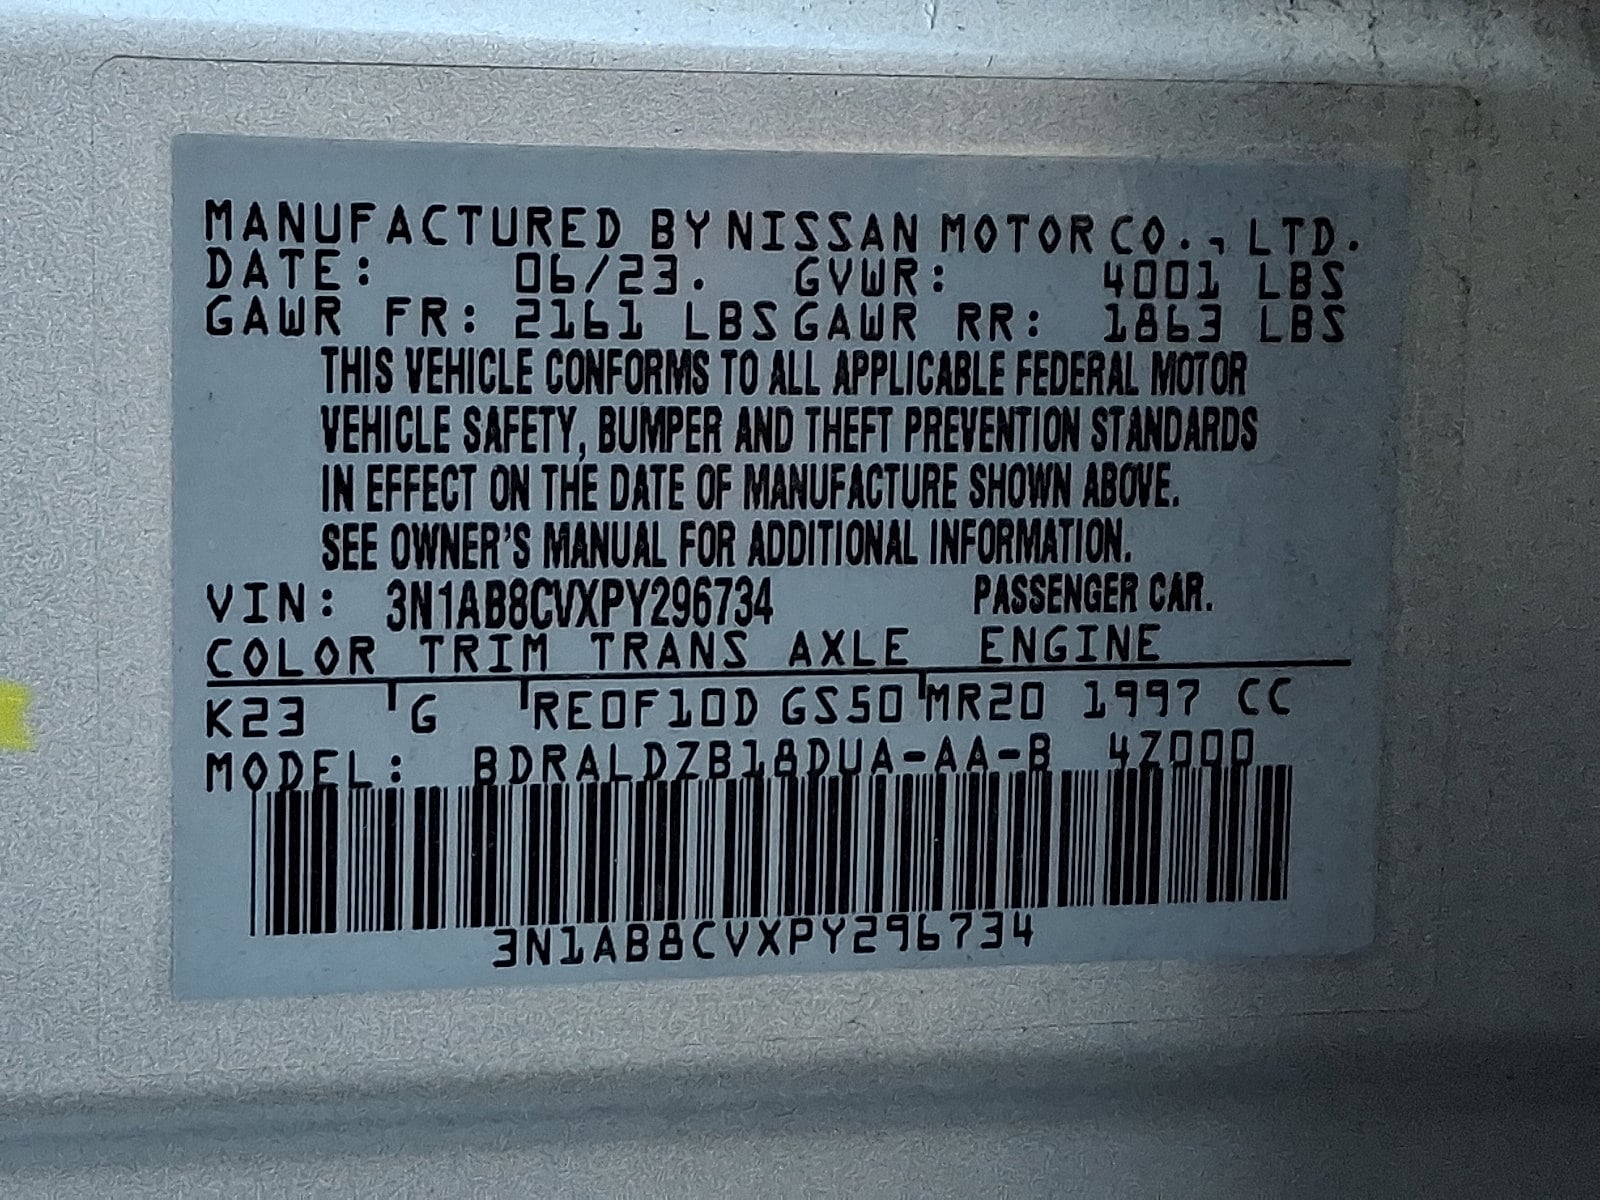 MANUFACTURED BY NISSAN MOTOR CO., LTD.
DATE: 06/23. GVWR: 4001 LBS
GAWR FR: 2161 LBS GAWR RR: 1863 LBS
THIS VEHICLE CONFORMS TO ALL APPLICABLE FEDERAL MOTOR
VEHICLE SAFETY, BUMPER AND THEFT PREVENTION STANDARDS
IN EFFECT ON THE DATE OF MANUFACTURE SHOWN ABOVE.
SEE OWNER'S MANUAL FOR ADDITIONAL INFORMATION.
VIN: 3N1AB8CVXPY296734 PASSENGER CAR.
COLOR TRIM TRANS AXLE ENGINE
K23 G RE0F10D GS50 MR20 1997 CC
MODEL: BDRALDZB18DUA-AA-B 4Z000
3N1AB8CVXPY296734